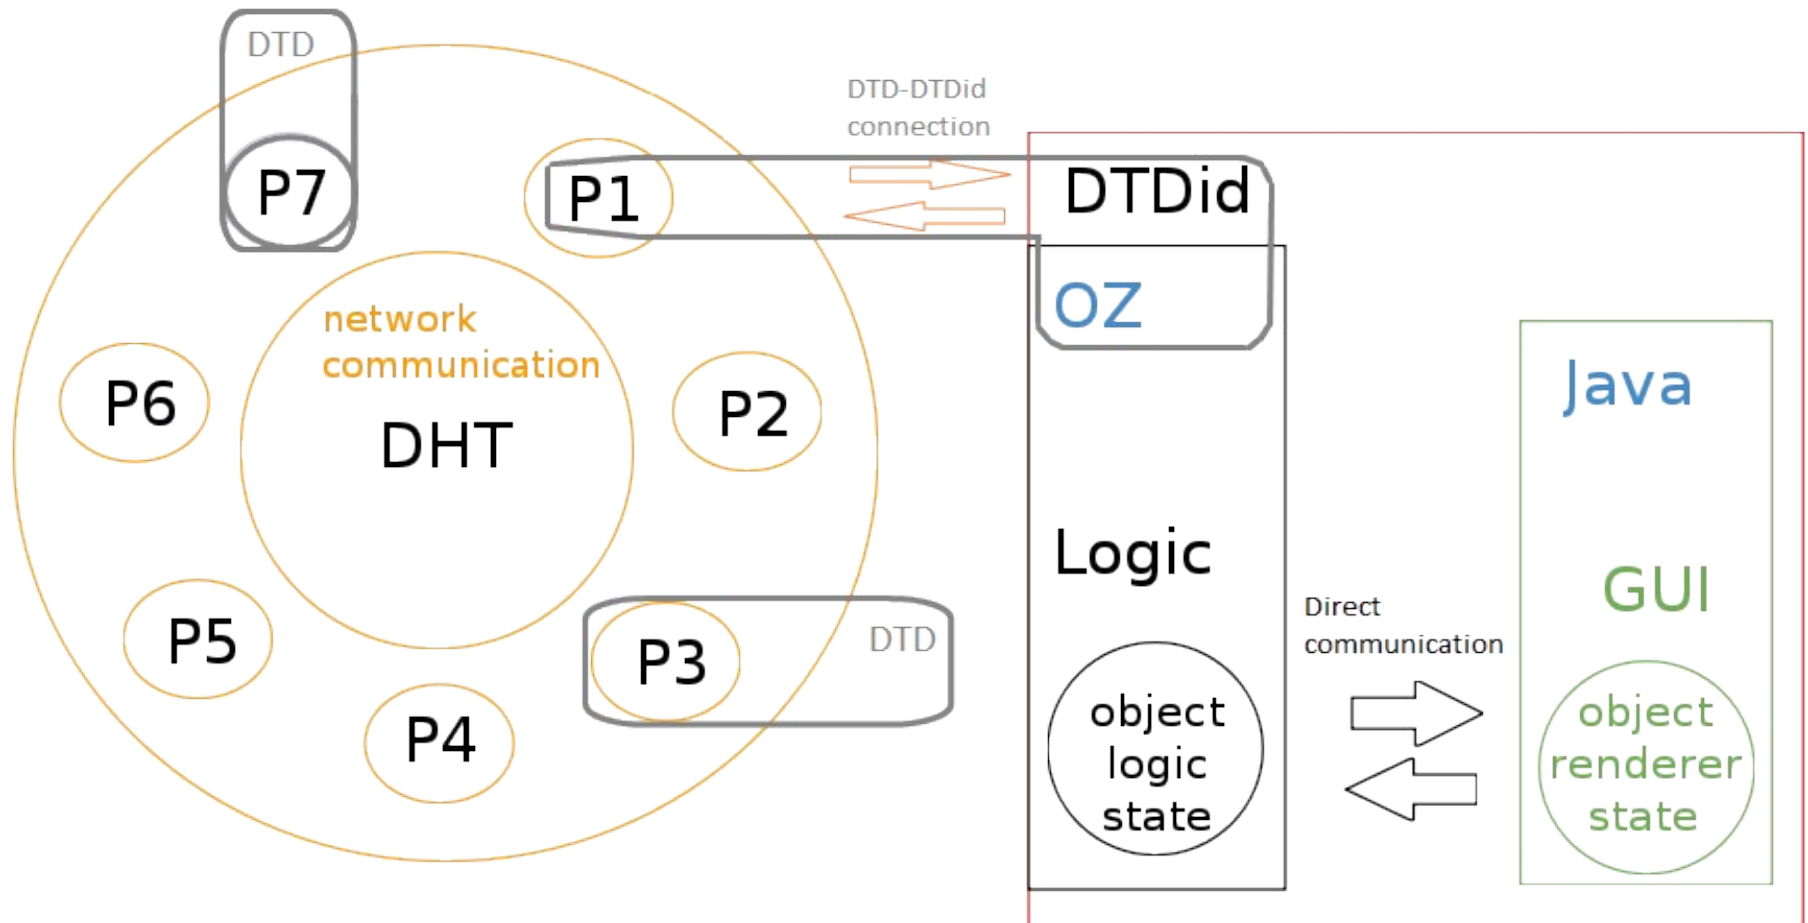 DTD
P7
P1
DTD-DTDid
connection
DTDid
OZ
network
communication
DHT
P6
P2
P5
P3
DTD
P4
Logic
object
logic
state
Direct
communication
Java
GUI
object
renderer
state